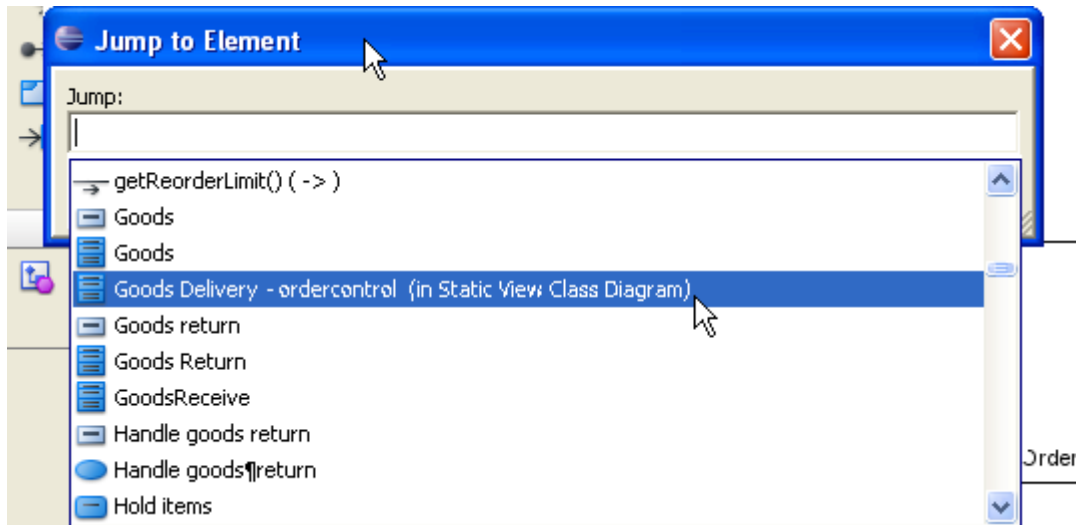 Jump to Element
Jump:
getReorderLimit() ( -> )
Goods
Goods
Goods Delivery - ordercontrol (in Static View Class Diagram)
Goods return
Goods Return
GoodsReceive
Handle goods return
Handle goods¶return
Order
Hold items